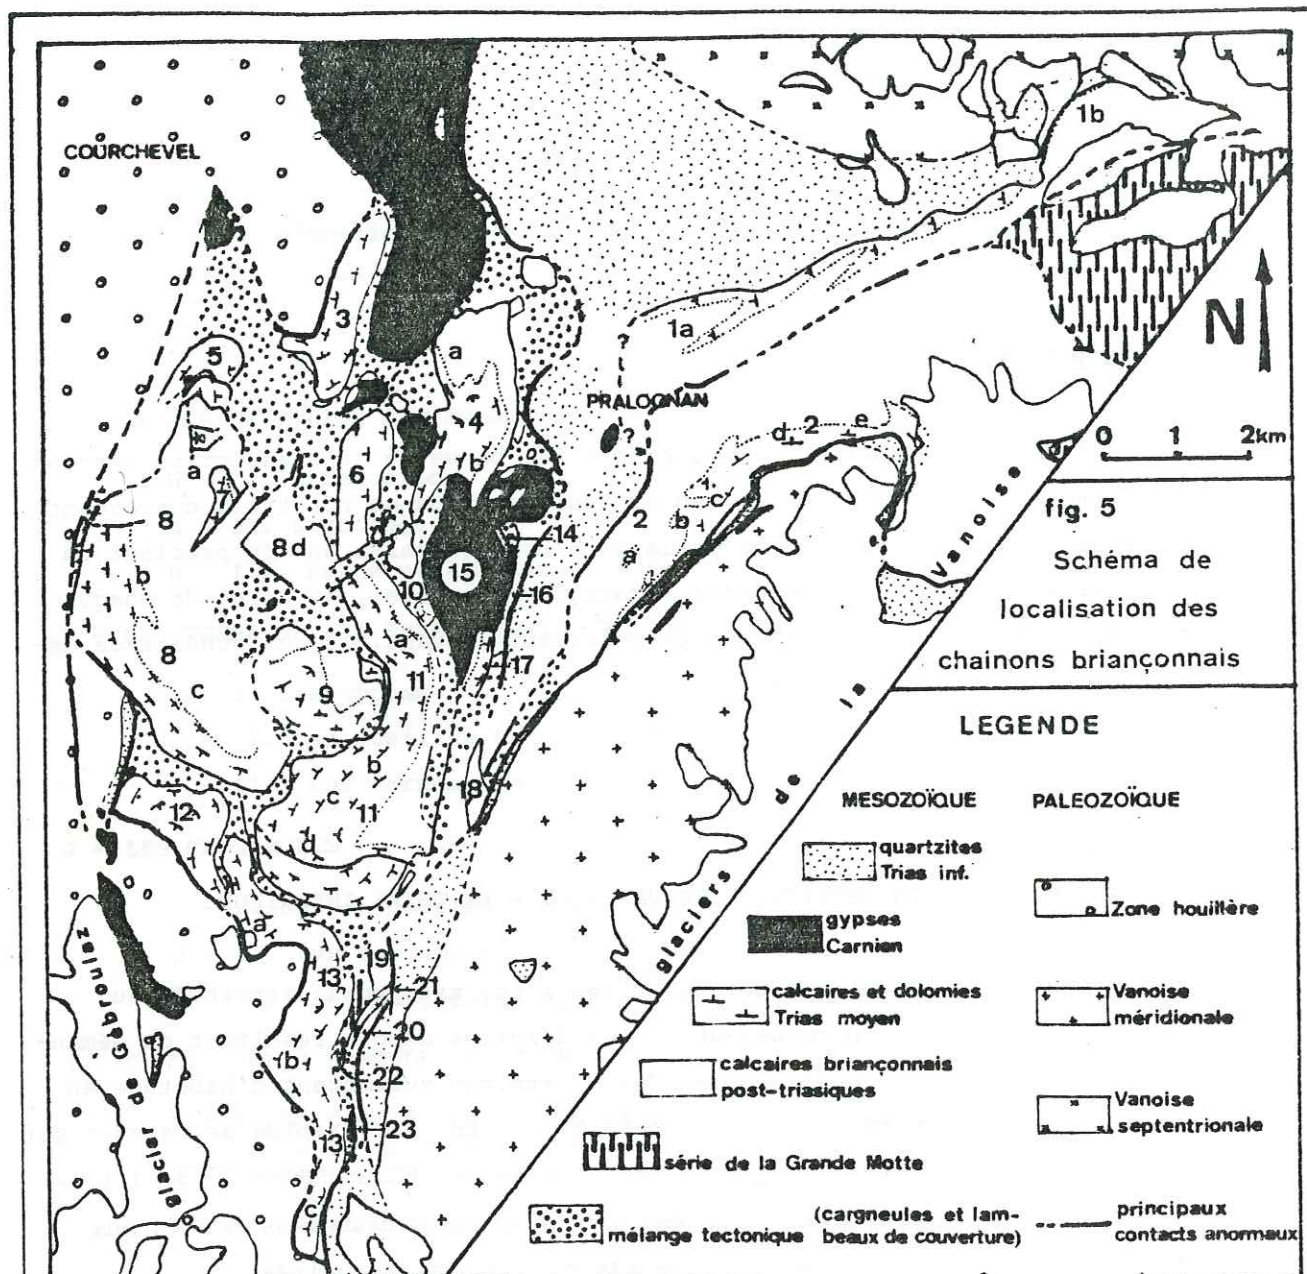 COURCHEVEL
1b
3
1a
5
a
4
PRALOGNAN
?
?
N
0 1 2km
d 2 e
a
6
b
7
8
8d
2
b
c
a
14
15
16
10
b
a
17
11
8
c
9
b
18
c
11
12
d
a
19
21
13
20
b
22
23
13
c
glacier de Gébroulaz
glaciers de la Vanoise
fig. 5
Schéma de
localisation des
chainons briançonnais
LEGENDE
MESOZOÏQUE
quartzites
Trias inf.
gypses
Carnien
calcaires et dolomies
Trias moyen
calcaires briançonnais
post-triasiques
série de la Grande Motte
mélange tectonique (cargneules et lam-
beaux de couverture)
PALEOZOÏQUE
Zone houillère
Vanoise
méridionale
Vanoise
septentrionale
principaux
contacts anormaux